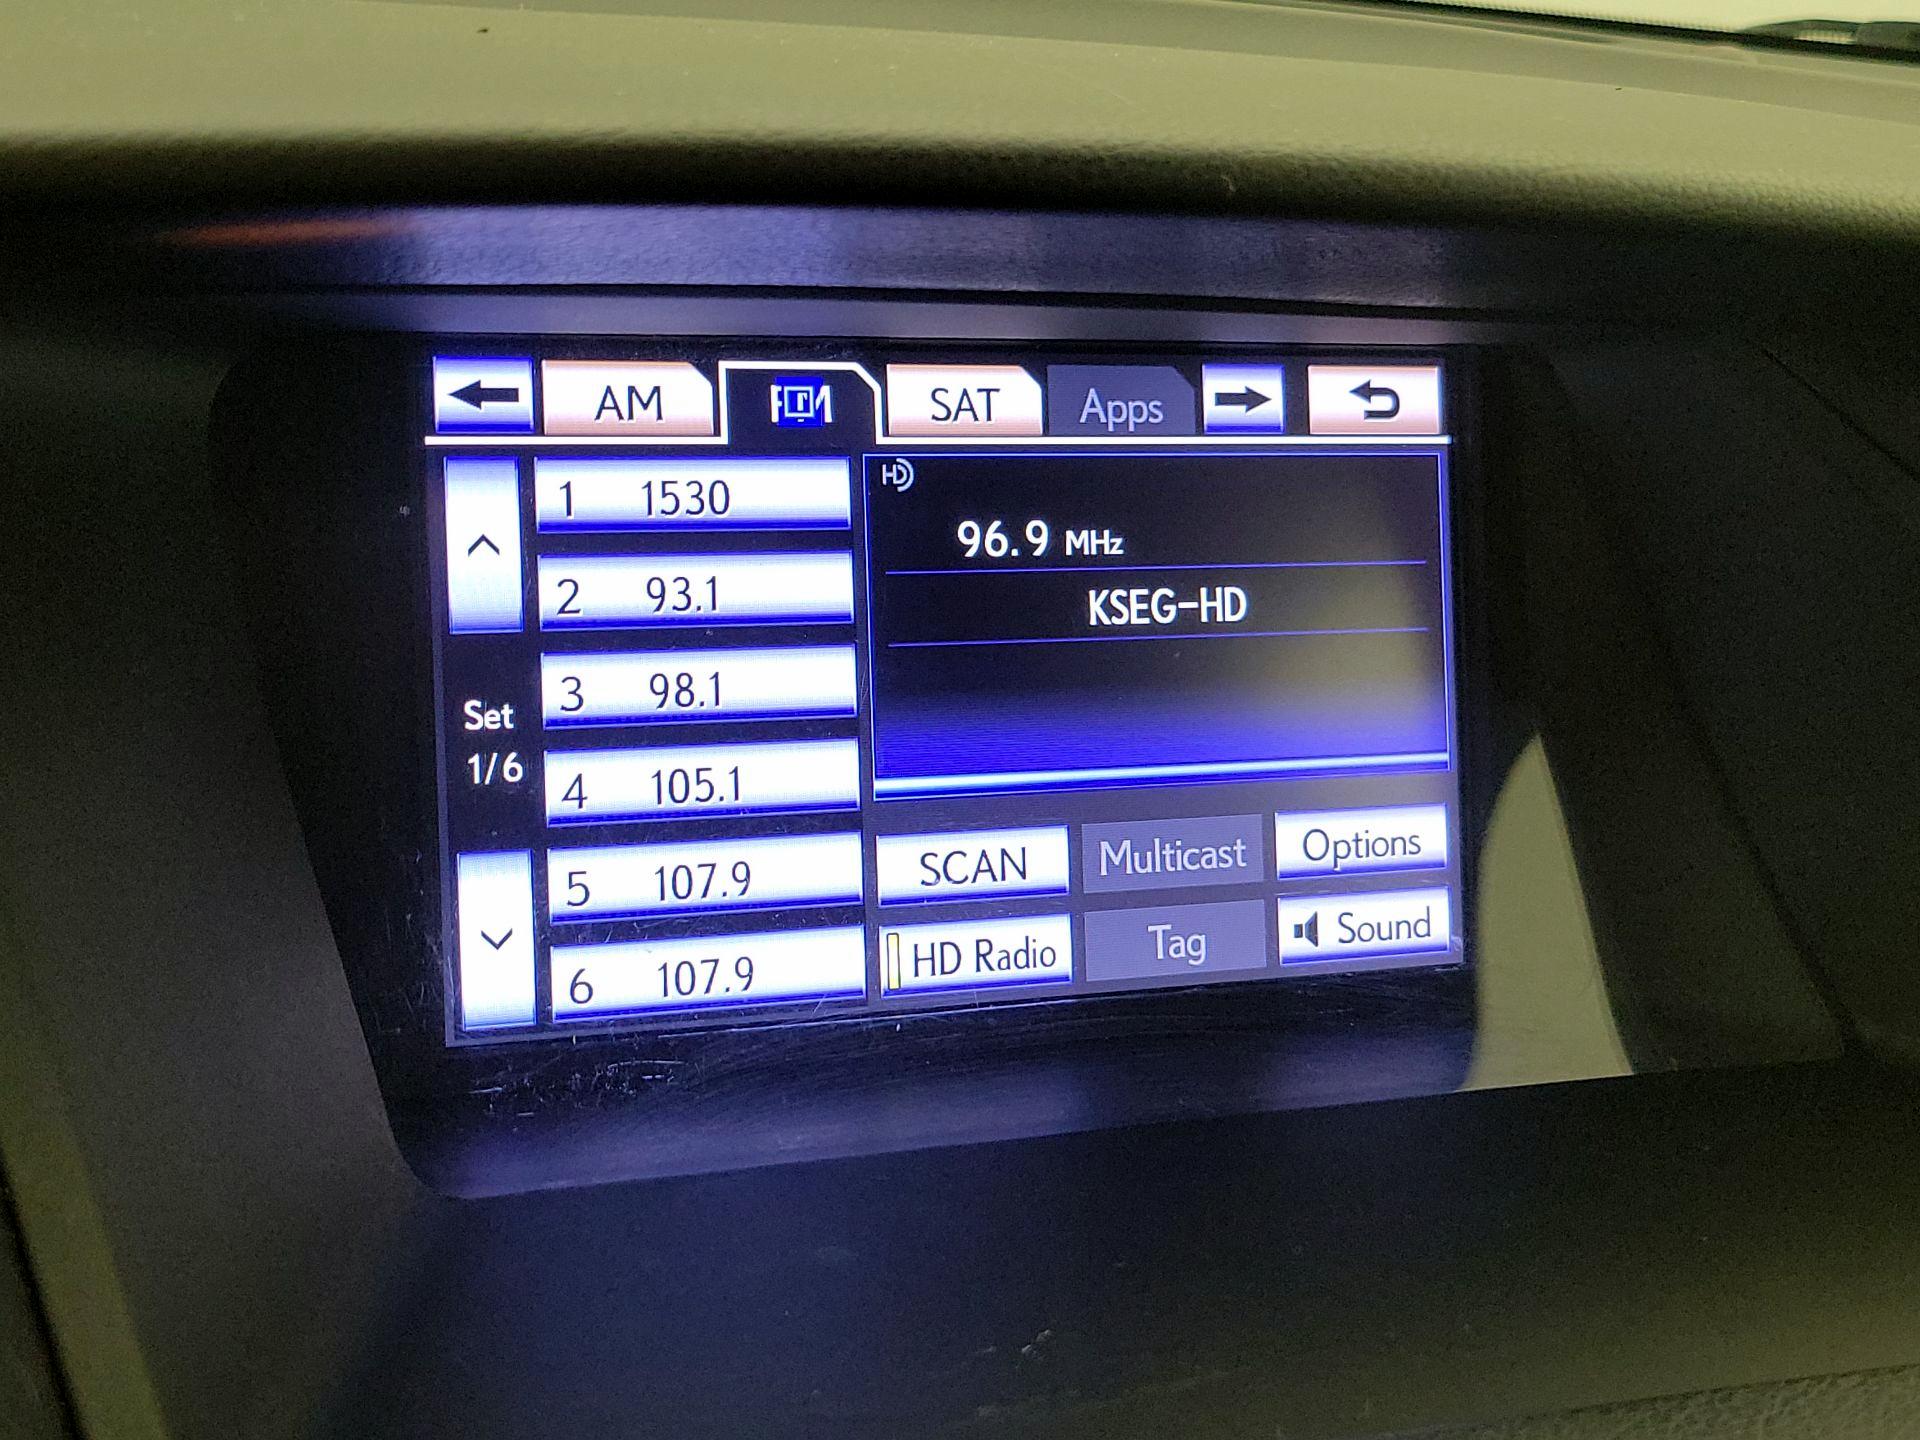 AM FM SAT Apps
HD
1 1530
96.9 MHz
2 93.1
KSEG-HD
3 98.1
Set
1/6
4 105.1
5 107.9
SCAN Multicast Options
6 107.9
HD Radio Tag Sound